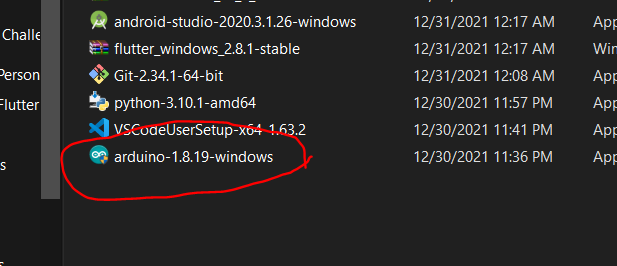 android-studio-2020.3.1.26-windows 12/31/2021 12:17 AM App
Challe flutter_windows_2.8.1-stable 12/31/2021 12:17 AM Win
Git-2.34.1-64-bit 12/31/2021 12:08 AM App
Person python-3.10.1-amd64 12/30/2021 11:57 PM App
Flutter VSCodeUserSetup-x64-1.63.2 12/30/2021 11:41 PM App
arduino-1.8.19-windows 12/30/2021 11:36 PM App
s
s